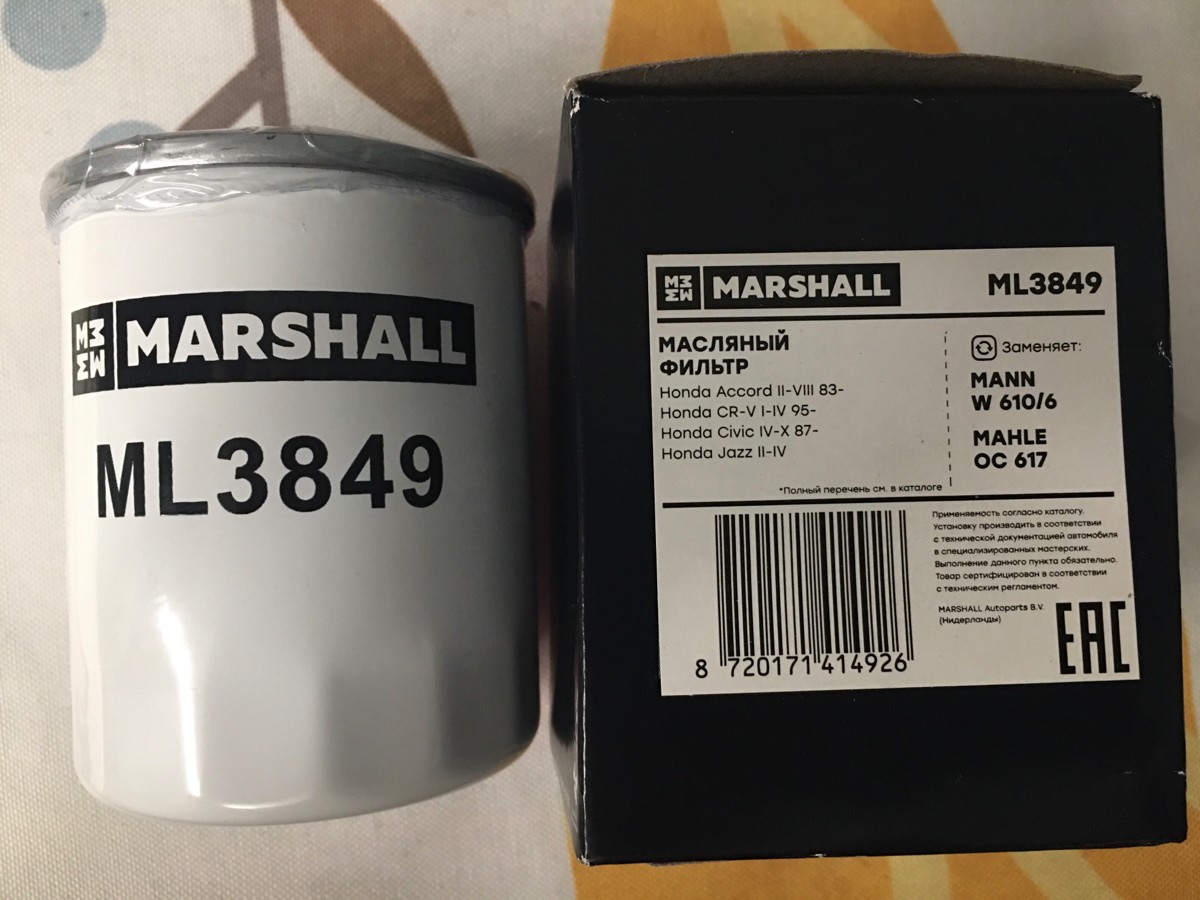 MARSHALL
ML3849
MARSHALL
ML3849
МАСЛЯНЫЙ
ФИЛЬТР
Honda Accord II-VIII 83-
Honda CR-V I-IV 95-
Honda Civic IV-X 87-
Honda Jazz II-IV
*Полный перечень см. в каталоге
Заменяет:
MANN
W 610/6
MAHLE
OC 617
8 720171 414926
Применяемость согласно каталогу.
Установку производить в соответствии
с технической документацией автомобиля
в специализированных мастерских.
Выполнение данного пункта обязательно.
Товар сертифицирован в соответствии
с техническим регламентом.
MARSHALL Autoparts B.V.
(Нидерланды)
EAC